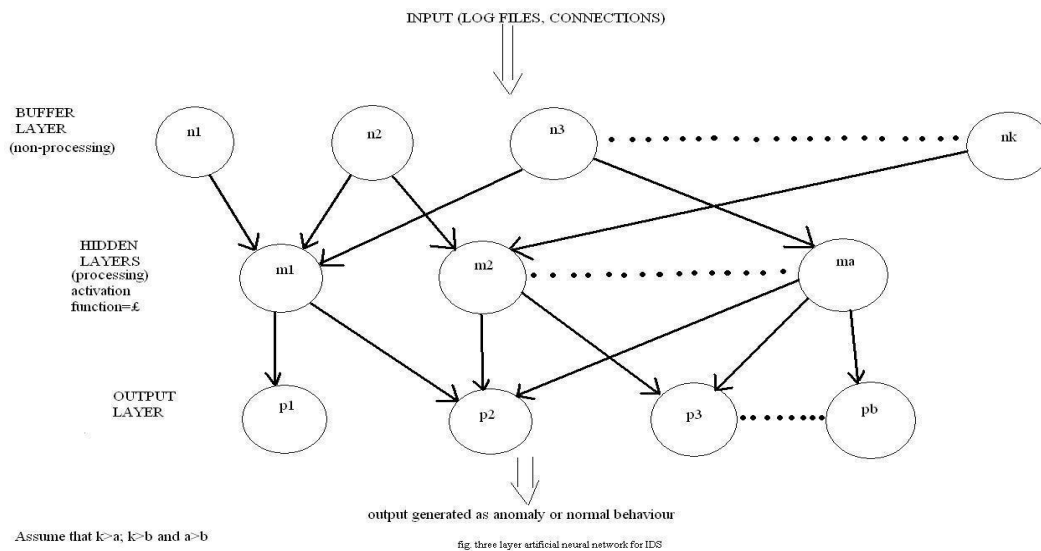 INPUT (LOG FILES, CONNECTIONS)
BUFFER
LAYER
(non-processing)
n1
n2
n3
nk
HIDDEN
LAYERS
(processing)
activation
function=£
m1
m2
ma
OUTPUT
LAYER
p1
p2
p3
pb
output generated as anomaly or normal behaviour
Assume that k>a; k>b and a>b
fig. three layer artificial neural network for IDS